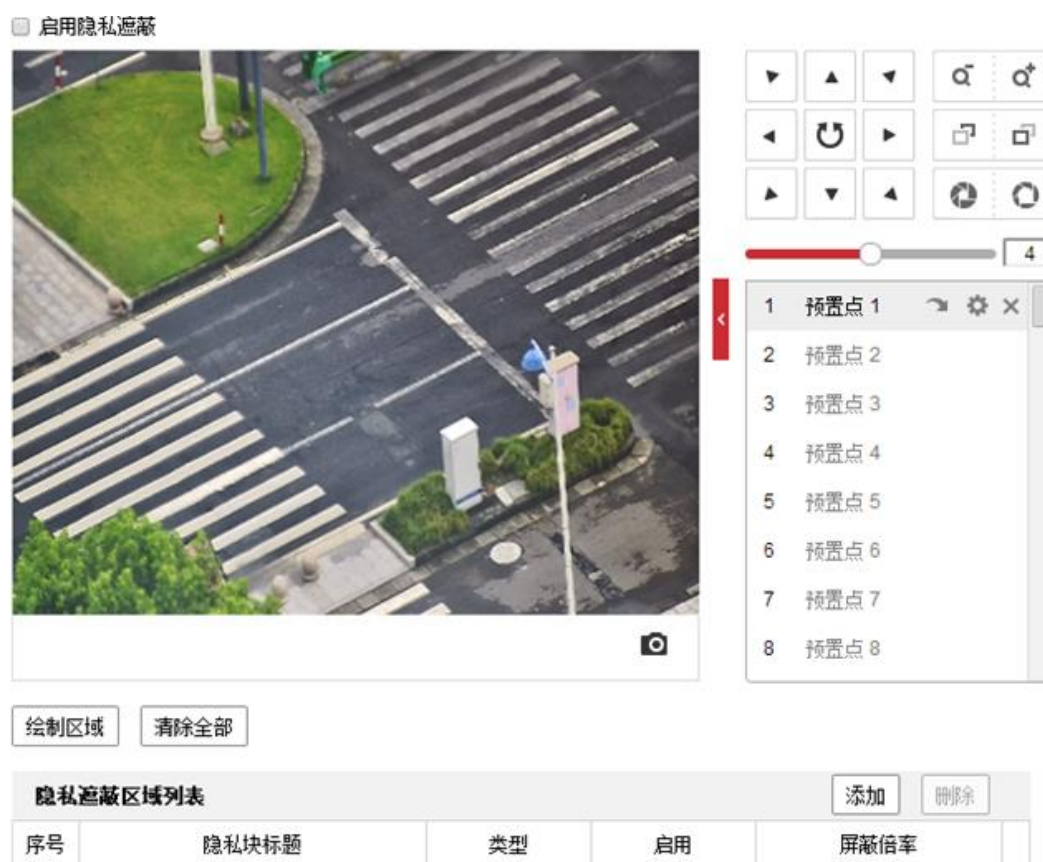 启用隐私遮蔽
4
1 预置点 1
2 预置点 2
3 预置点 3
4 预置点 4
5 预置点 5
6 预置点 6
7 预置点 7
8 预置点 8
绘制区域 清除全部
隐私遮蔽区域列表 添加 删除
序号 隐私块标题 类型 启用 屏蔽倍率